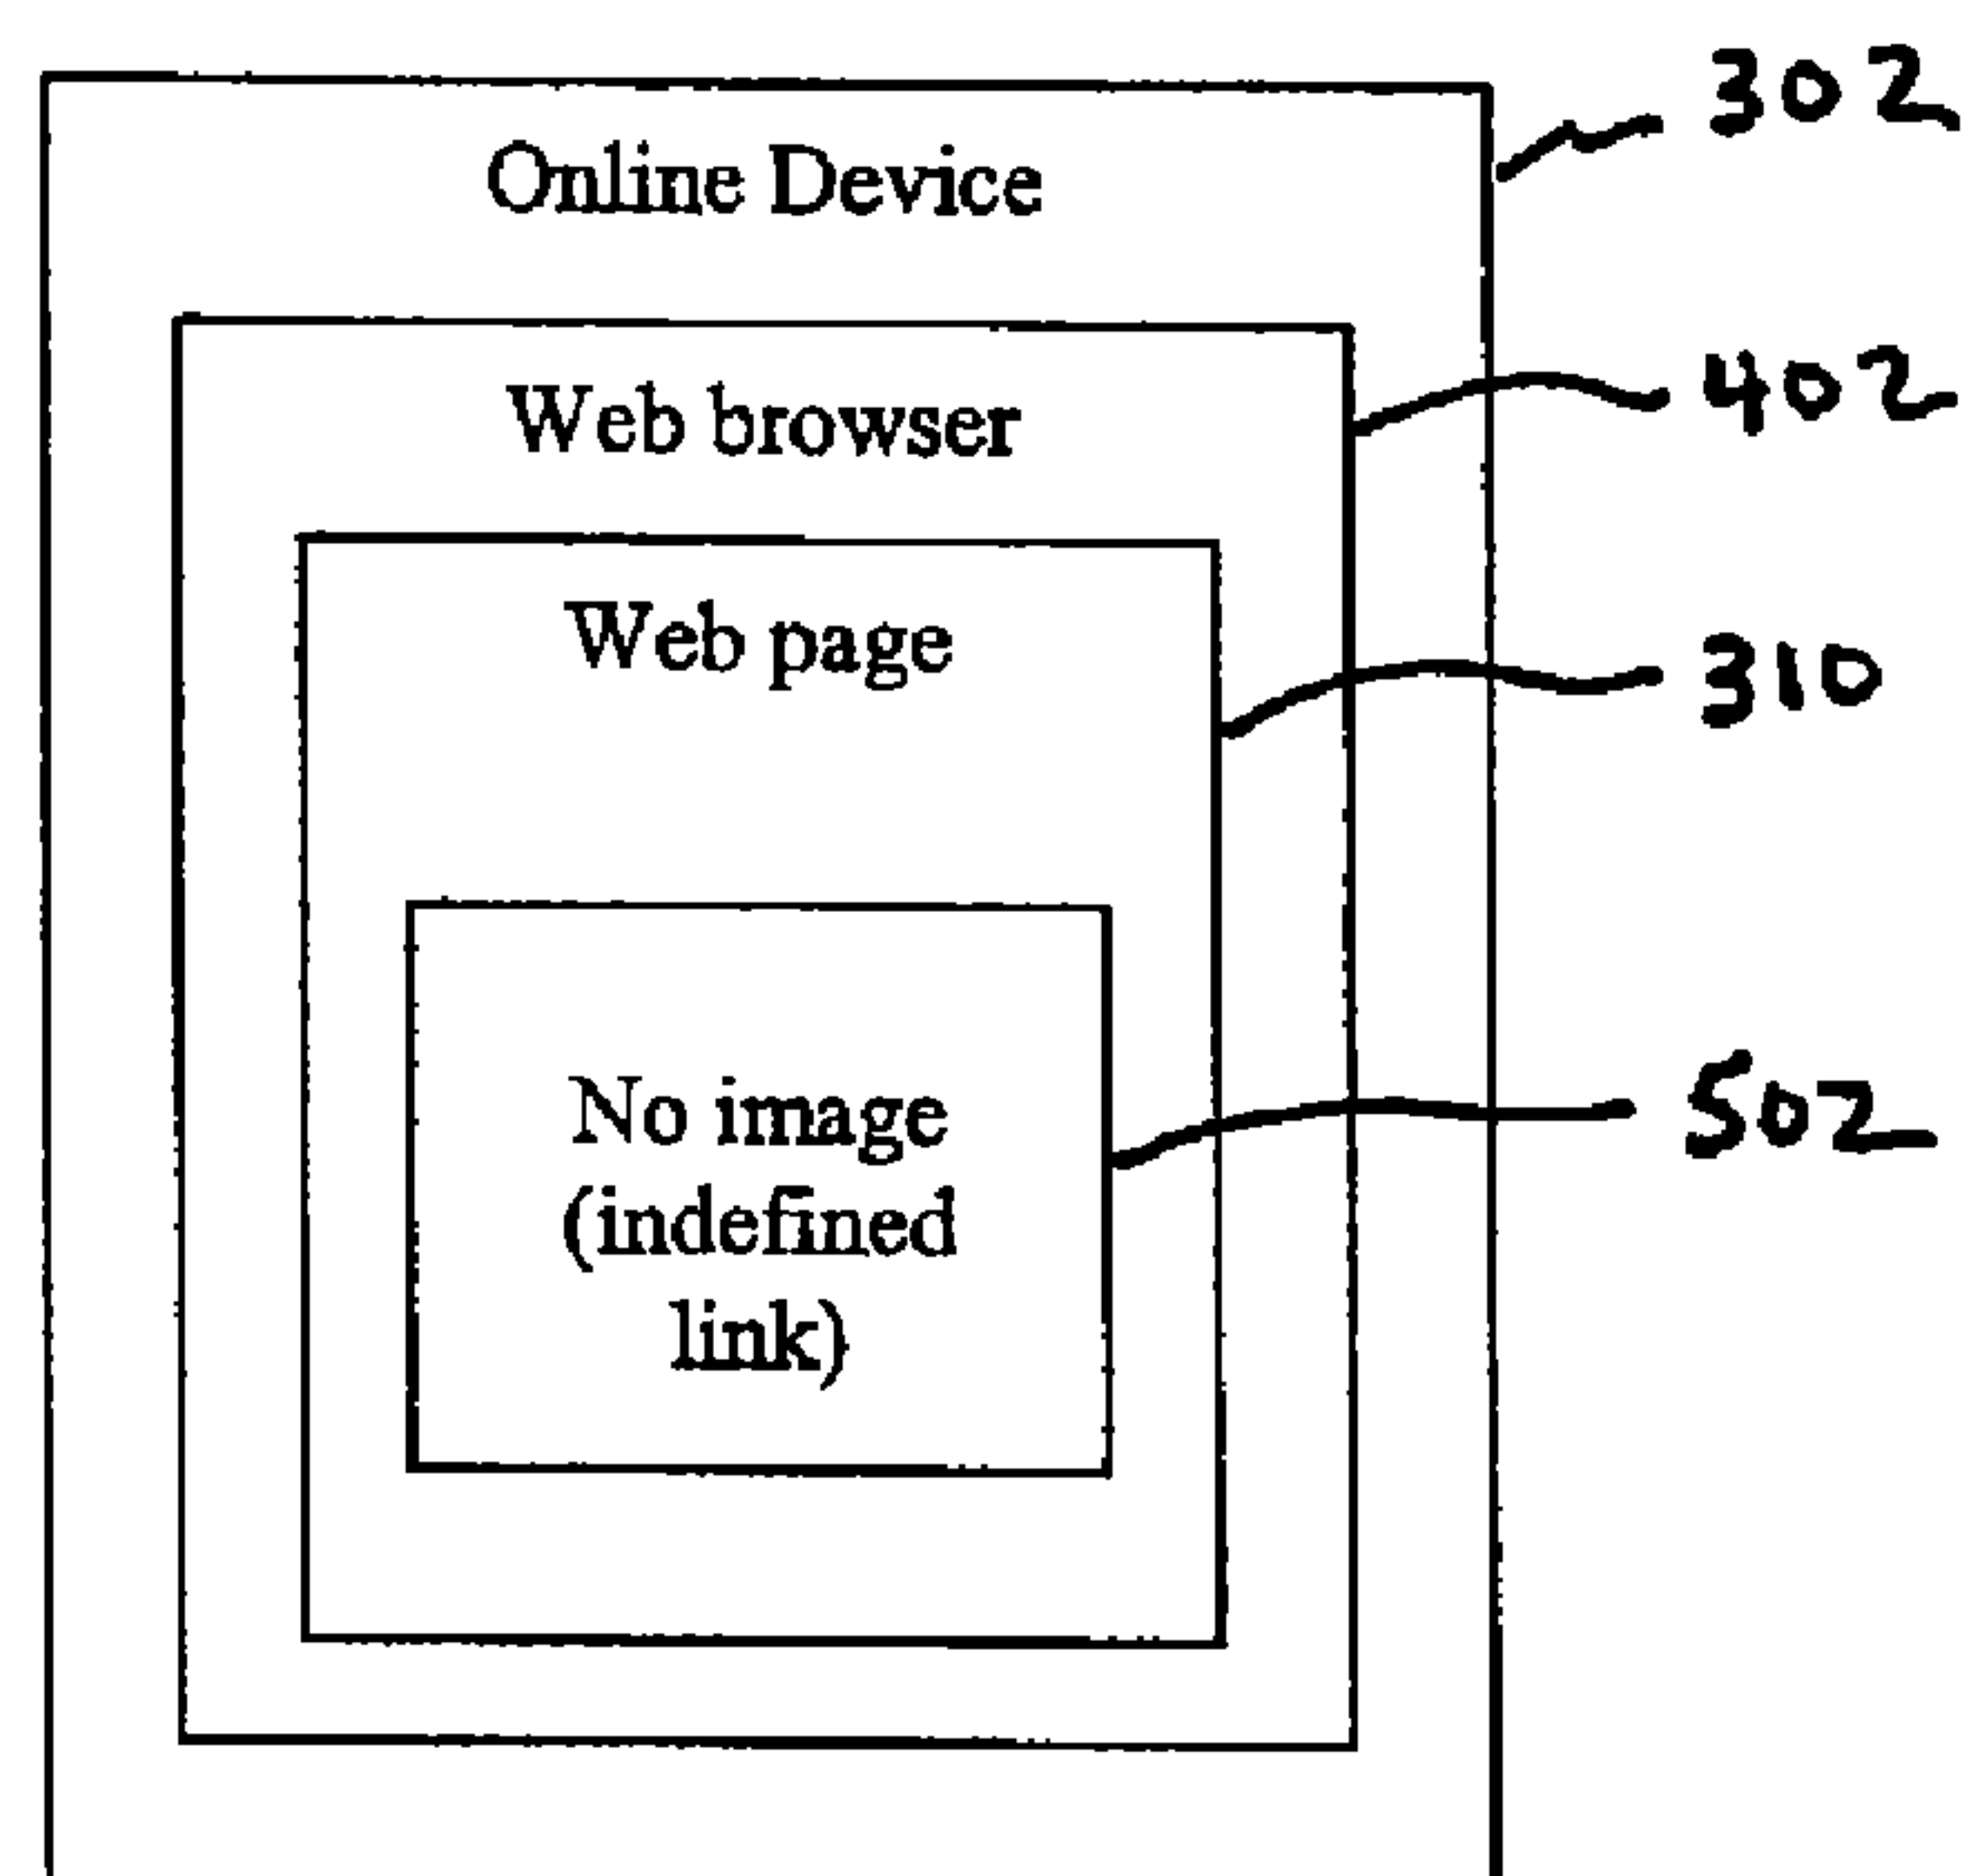 Online Device
302
Web browser
402
Web page
310
No image
(indefined
link)
502